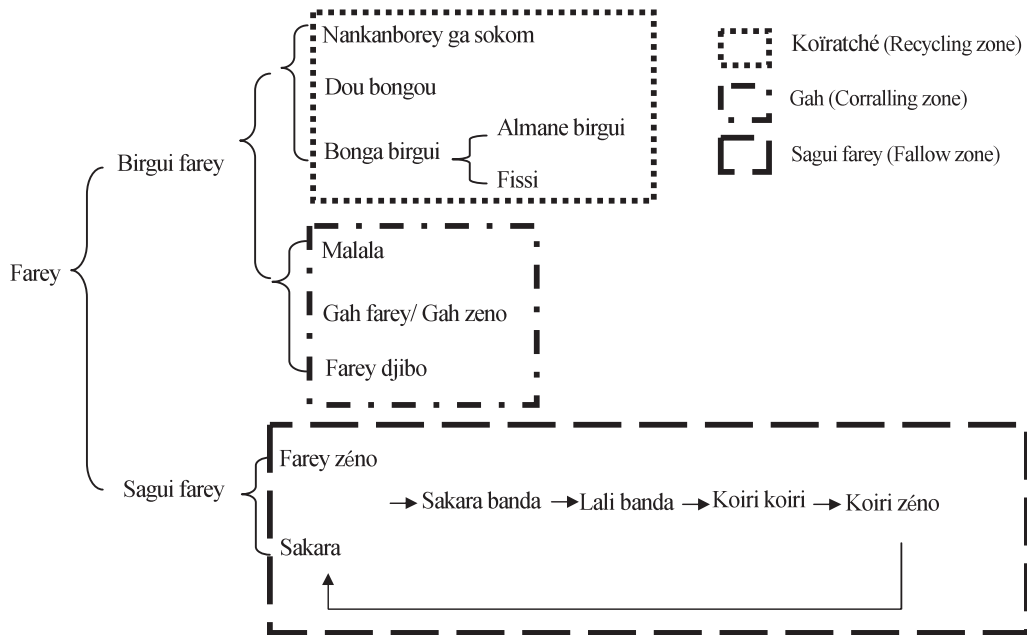 Nankanborey ga sokom
Koïratché (Recycling zone)
Dou bongou
Gah (Corralling zone)
Almane birgui
Birgui farey
Bonga birgui
Sagui farey (Fallow zone)
Fissi
Malala
Farey
Gah farey/ Gah zeno
Farey djibo
Farey zéno
Sagui farey
Sakara banda
Lali banda
Koiri koiri
Koiri zéno
Sakara